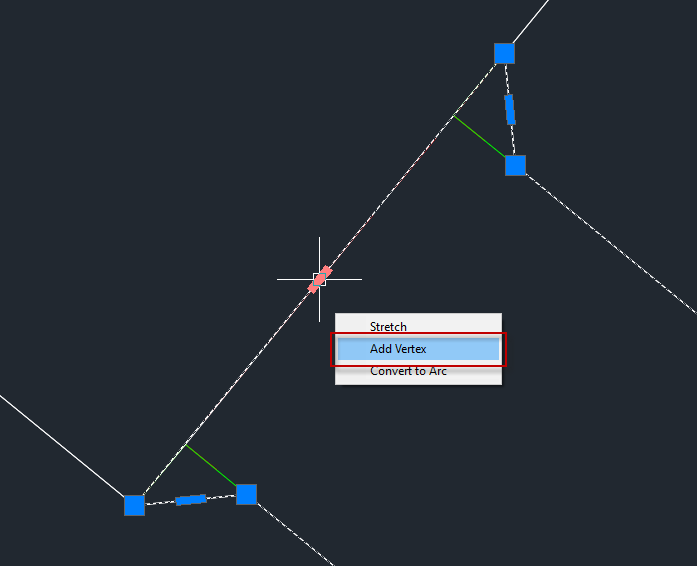 Stretch
Add Vertex
Convert to Arc